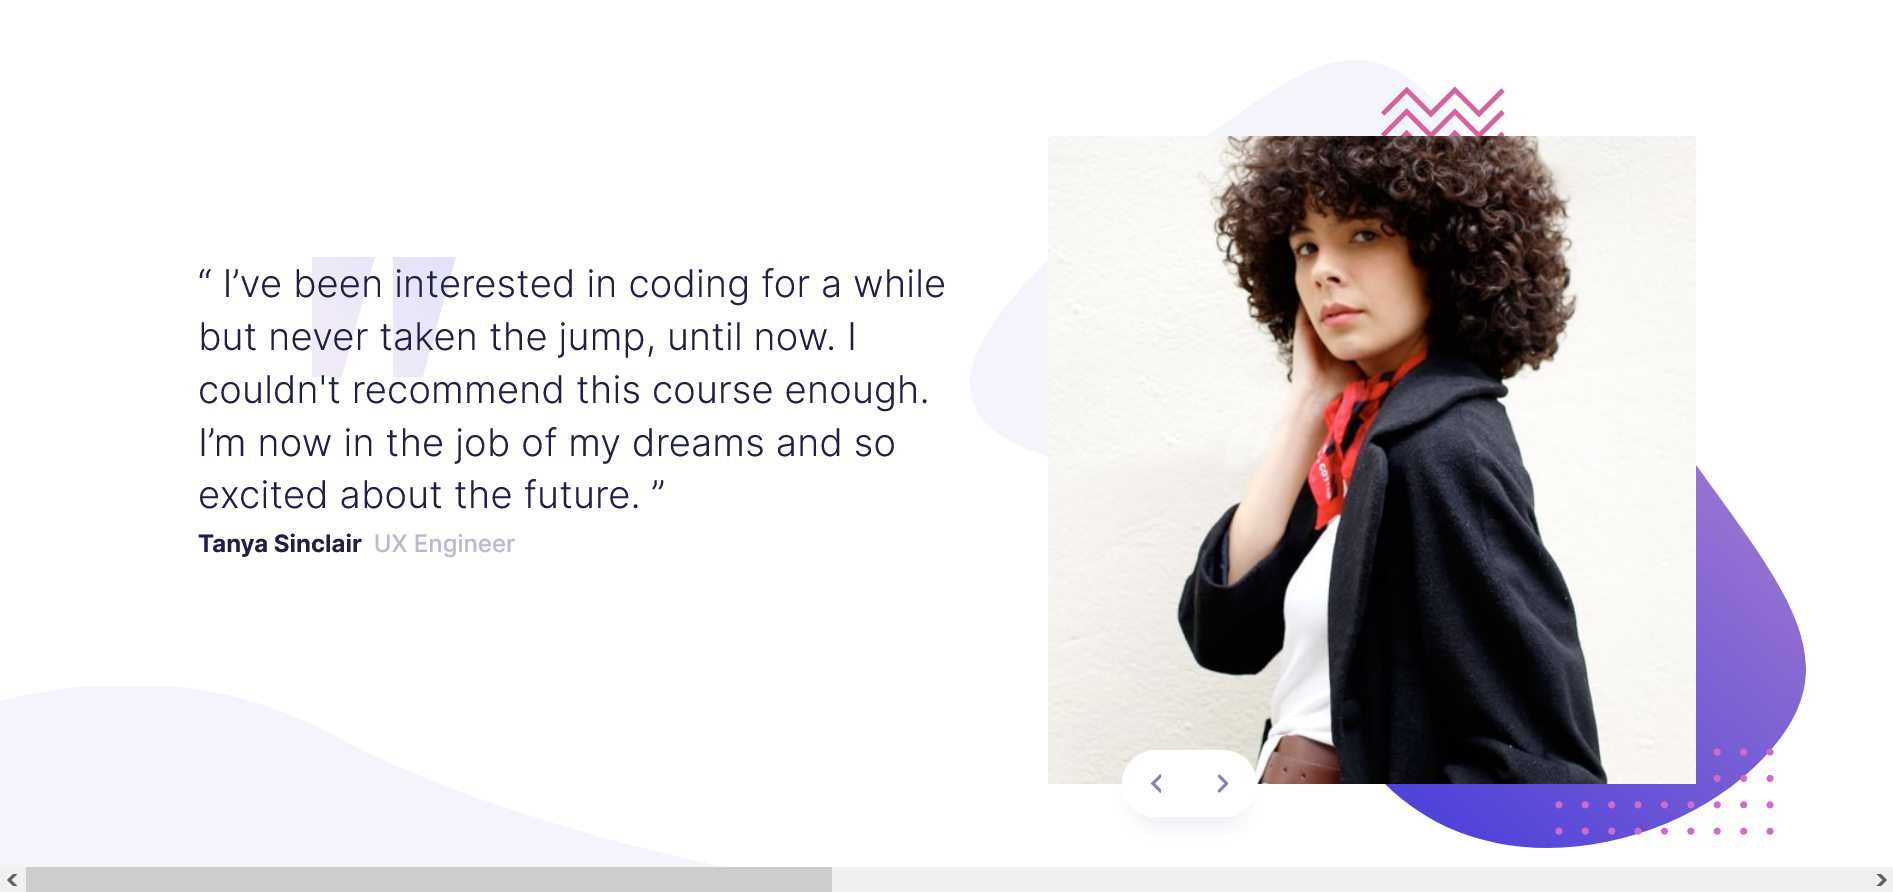 “ I’ve been interested in coding for a while
but never taken the jump, until now. I
couldn't recommend this course enough.
I’m now in the job of my dreams and so
excited about the future. ”
Tanya Sinclair UX Engineer